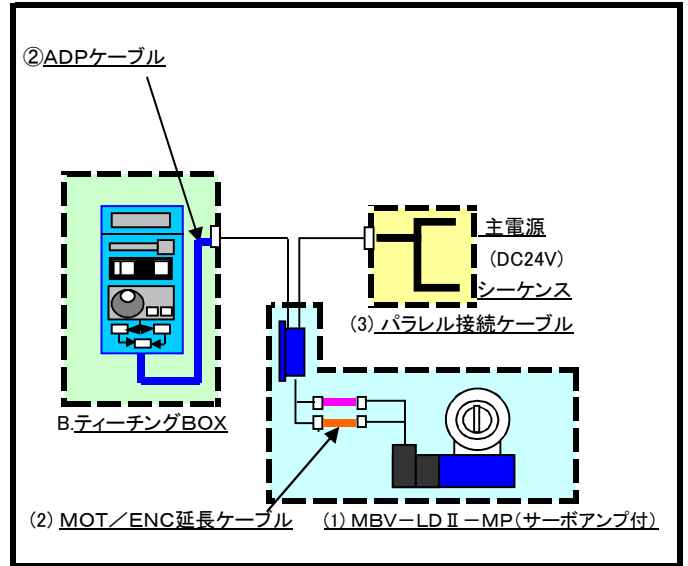 ②ADPケーブル
主電源
(DC24V)
シーケンス
(3) パラレル接続ケーブル
B.ティーチングBOX
(2) MOT/ENC延長ケーブル
(1) MBV-LDⅡ-MP(サーボアンプ付)